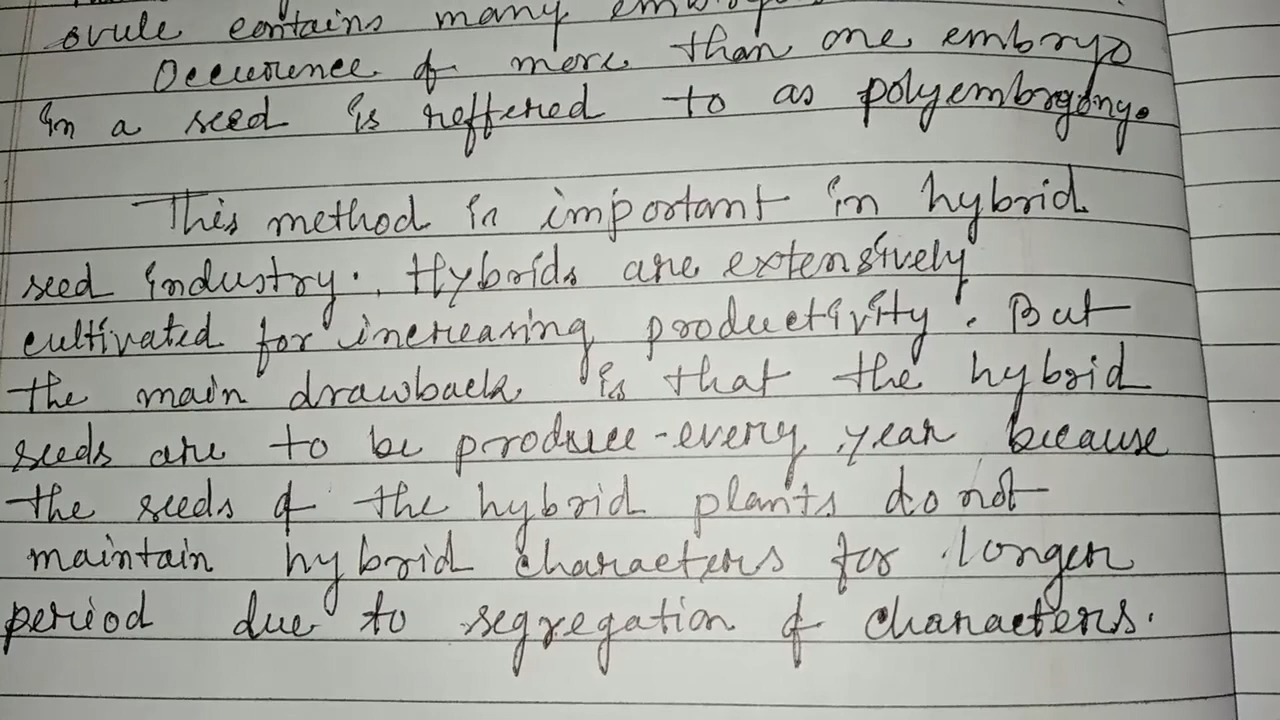 ovule contains many
Occurence of more than one embryo
in a seed is reffered to as polyembryony.
This method is important in hybrid
seed industry. Hybrids are extensively
cultivated for increasing productivity. But
the main drawback is that the hybrid
seeds are to be produce every year because
the seeds of the hybrid plants do not
maintain hybrid characters for longer
period due to segregation of characters.